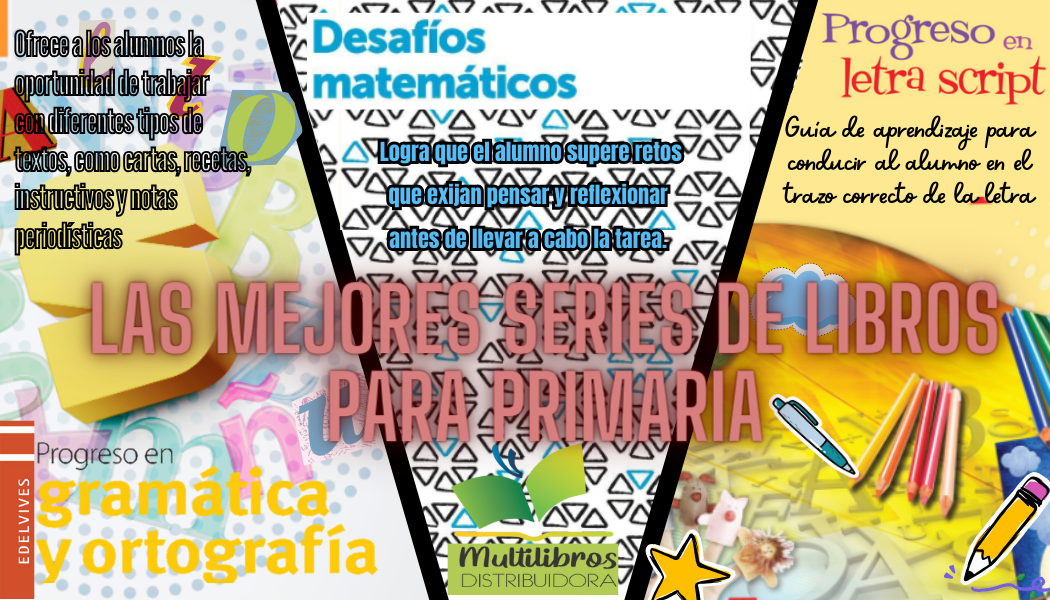 Ofrece a los alumnos la
oportunidad de trabajar
con diferentes tipos de
textos, como cartas, recetas,
instructivos y notas
periodísticas
Desafíos
matemáticos
Logra que el alumno supere retos
que exijan pensar y reflexionar
antes de llevar a cabo la tarea.
Progreso en
letra script
Guía de aprendizaje para
conducir al alumno en el
trazo correcto de la letra
LAS MEJORES SERIES DE LIBROS
PARA PRIMARIA
EDELVIVES
Progreso en
gramática
y ortografía
Multilibros
DISTRIBUIDORA